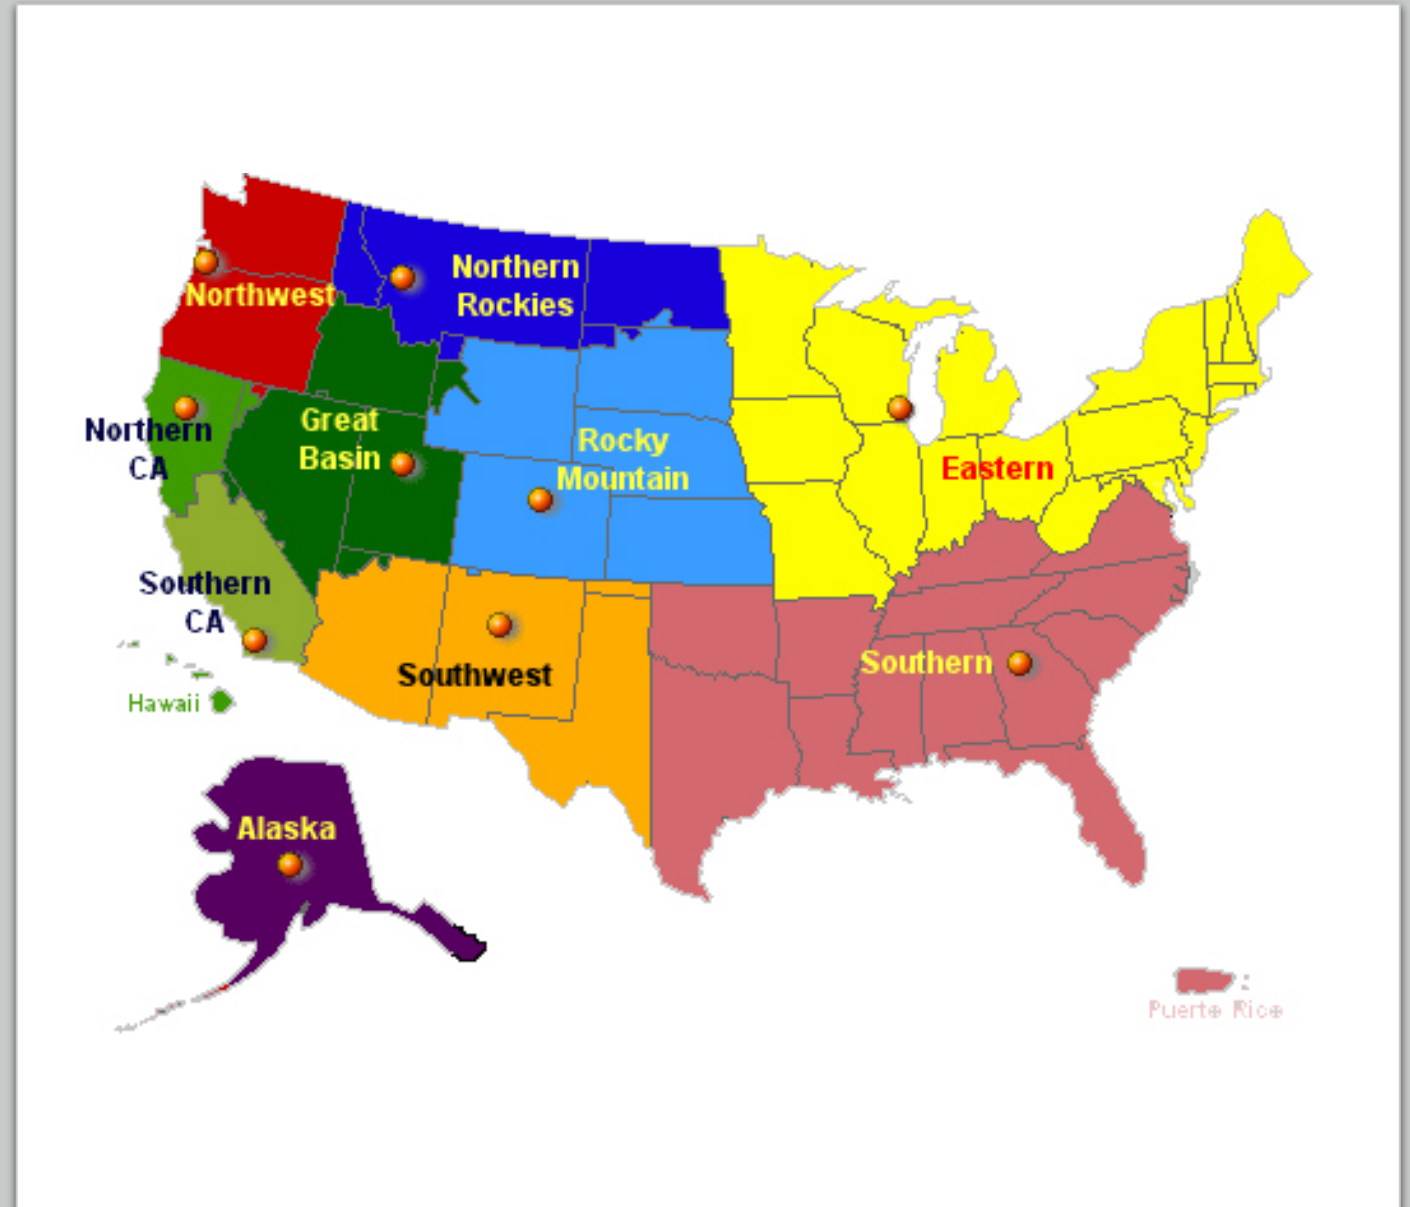 Northern
Rockies
Northwest
Great
Basin
Northern
CA
Rocky
Mountain
Eastern
Southern
CA
Southwest
Southern
Hawaii
Alaska
Puerto Rico